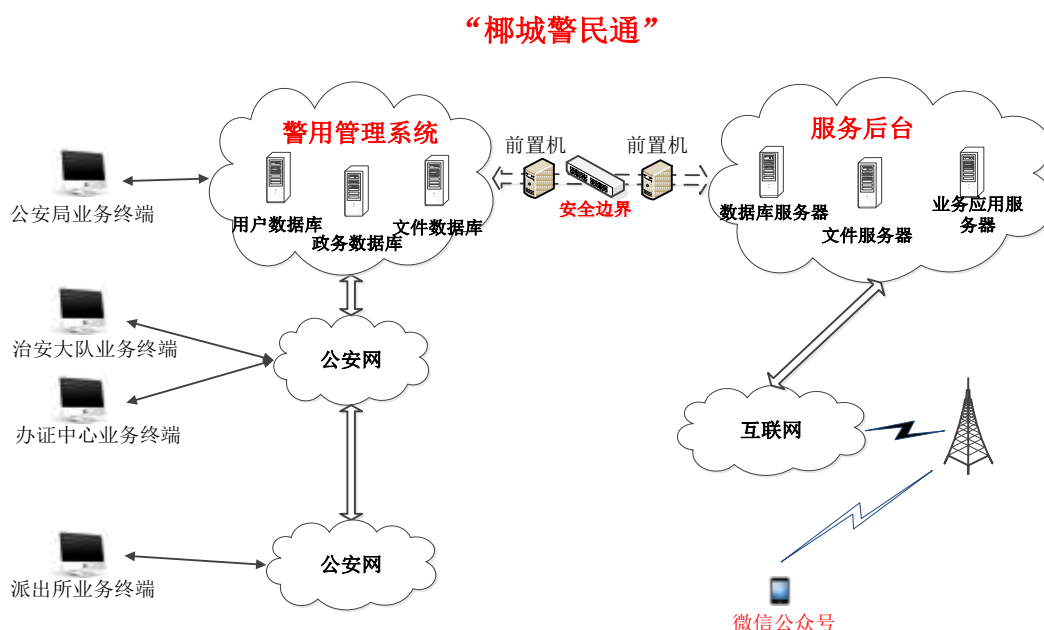 “椰城警民通”
警用管理系统
前置机
前置机
服务后台
公安局业务终端
用户数据库
政务数据库
文件数据库
安全边界
数据库服务器
文件服务器
业务应用服
务器
治安大队业务终端
公安网
办证中心业务终端
互联网
派出所业务终端
公安网
微信公众号